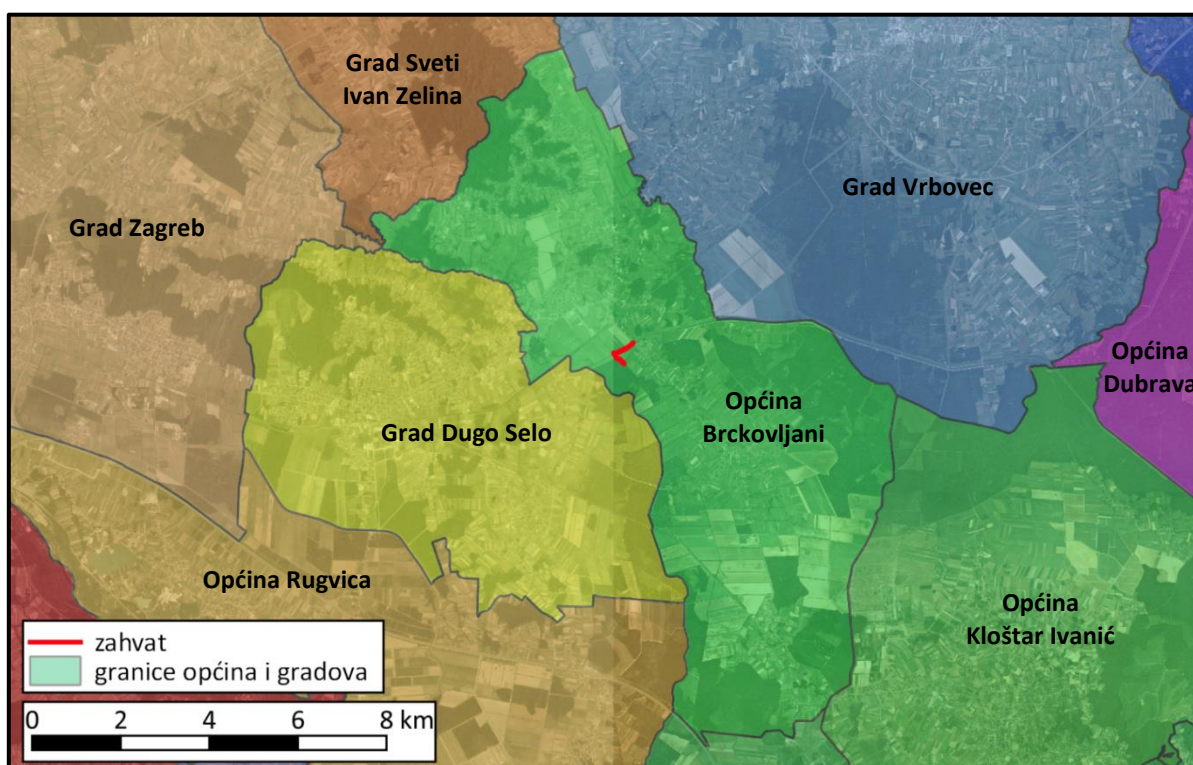 Grad Sveti
Ivan Zelina
Grad Vrbovec
Grad Zagreb
Općina
Dubrava
Općina
Brckovljani
Grad Dugo Selo
Općina Rugvica
Općina
Kloštar Ivanić
zahvat
granice općina i gradova
0 2 4 6 8 km